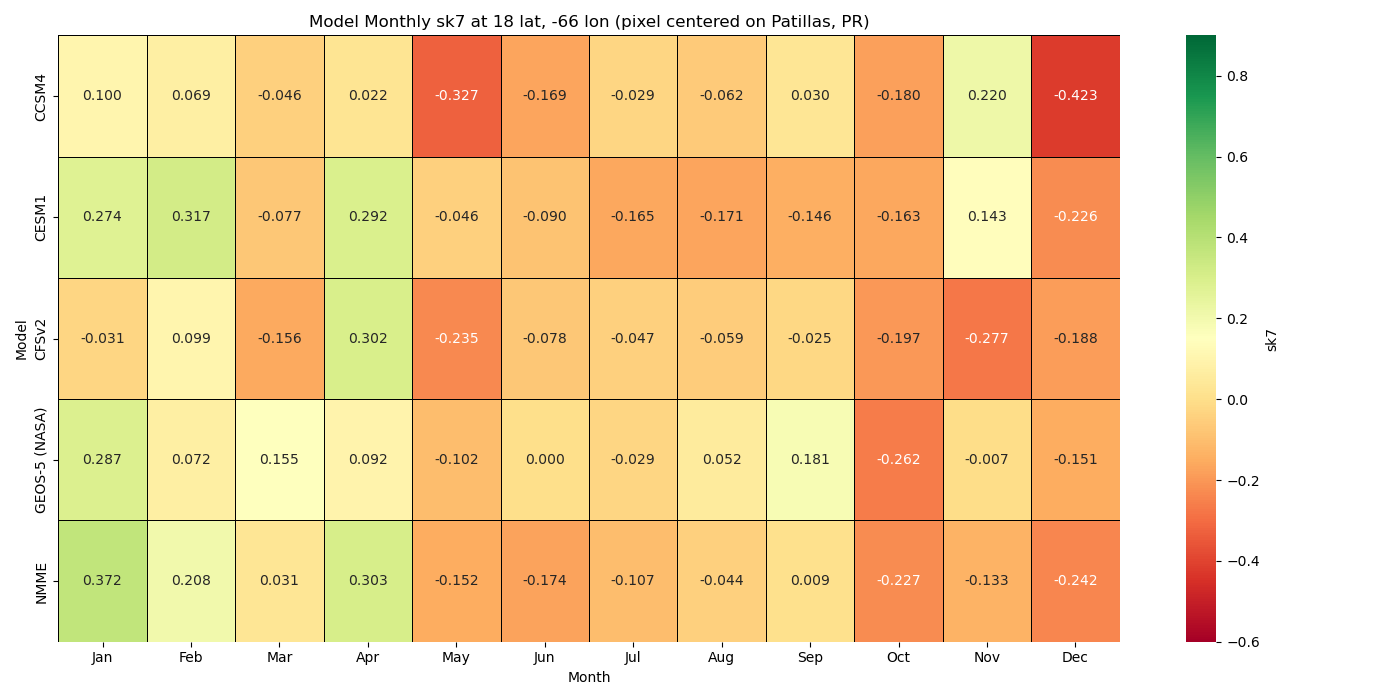 Model Monthly sk7 at 18 lat, -66 lon (pixel centered on Patillas, PR)
CCSM4 0.100 0.069 -0.046 0.022 -0.327 -0.169 -0.029 -0.062 0.030 -0.180 0.220 -0.423
CESM1 0.274 0.317 -0.077 0.292 -0.046 -0.090 -0.165 -0.171 -0.146 -0.163 0.143 -0.226
CFSv2 -0.031 0.099 -0.156 0.302 -0.235 -0.078 -0.047 -0.059 -0.025 -0.197 -0.277 -0.188
GEOS-5 (NASA) 0.287 0.072 0.155 0.092 -0.102 0.000 -0.029 0.052 0.181 -0.262 -0.007 -0.151
NMME 0.372 0.208 0.031 0.303 -0.152 -0.174 -0.107 -0.044 0.009 -0.227 -0.133 -0.242
Jan Feb Mar Apr May Jun Jul Aug Sep Oct Nov Dec
Month
Model
0.8
0.6
0.4
0.2
0.0
−0.2
−0.4
−0.6
sk7